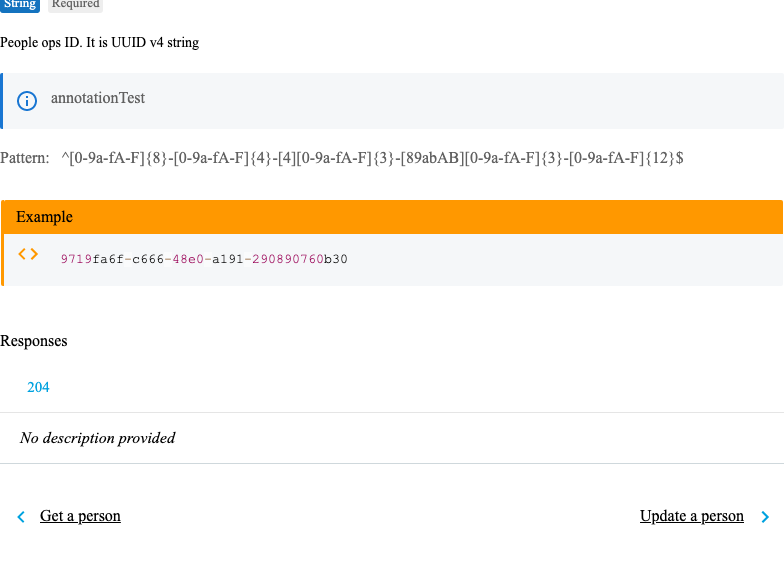 String Required
People ops ID. It is UUID v4 string
annotationTest
Pattern: ^[0-9a-fA-F]{8}-[0-9a-fA-F]{4}-[4][0-9a-fA-F]{3}-[89abAB][0-9a-fA-F]{3}-[0-9a-fA-F]{12}$
Example
9719fa6f-c666-48e0-a191-290890760b30
Responses
204
No description provided
Get a person
Update a person